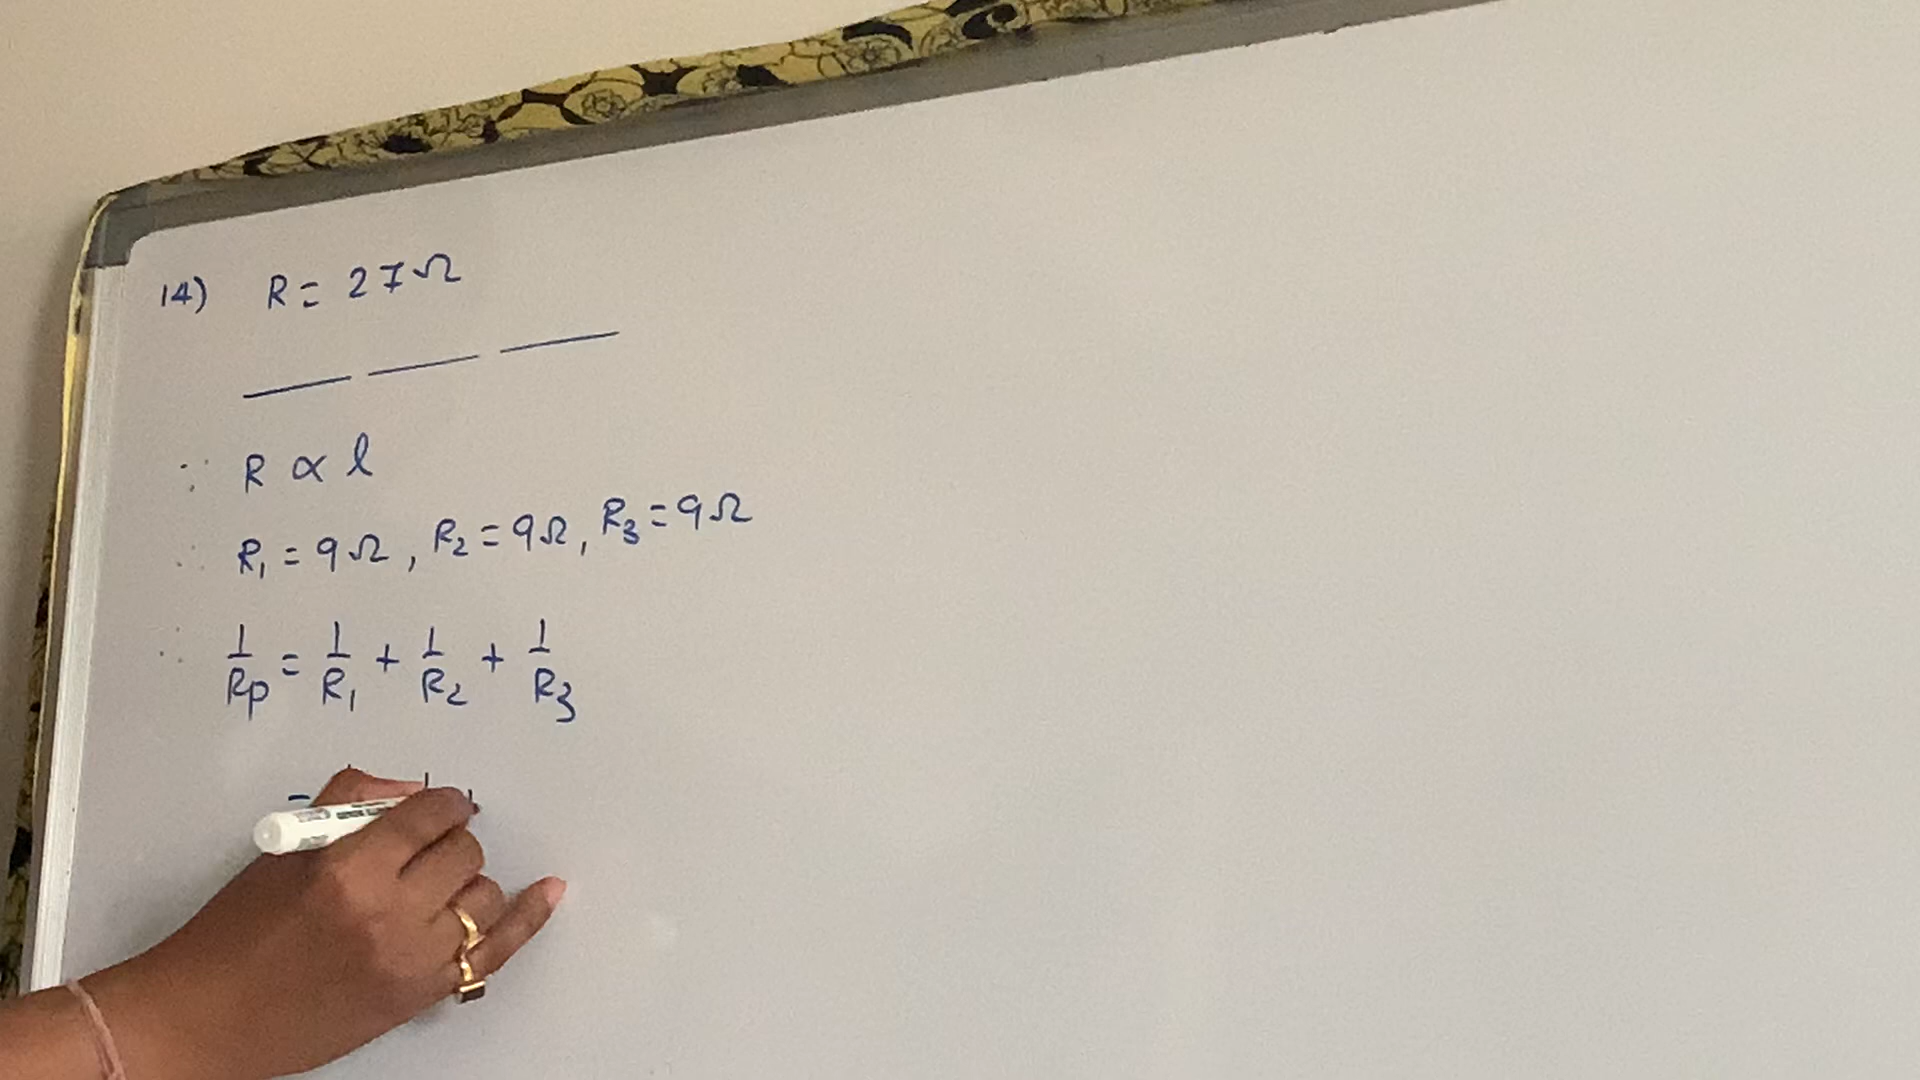 14) R = 27Ω
∵ R ∝ l
∴ R₁ = 9Ω, R₂ = 9Ω, R₃ = 9Ω
∴ 1/Rp = 1/R₁ + 1/R₂ + 1/R₃
=